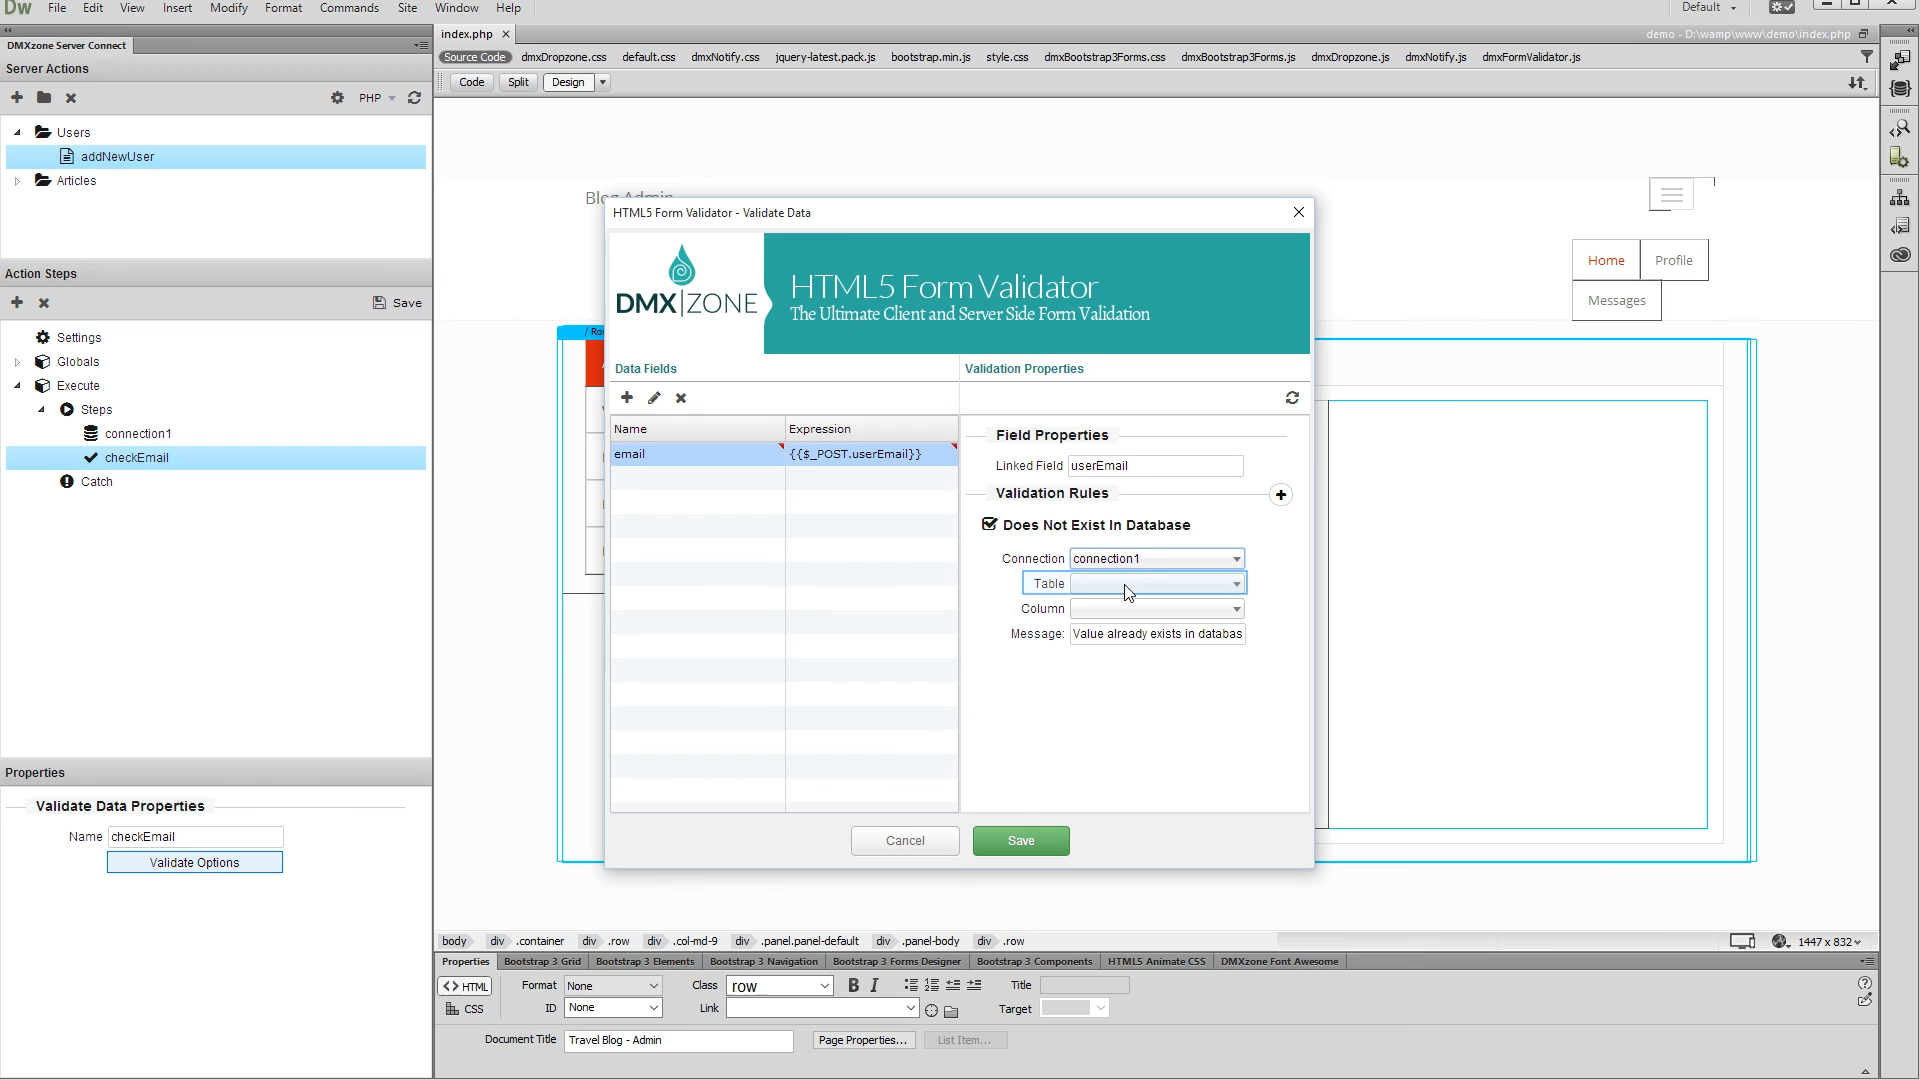 Dw File Edit View Insert Modify Format Commands Site Window Help Default
DMXzone Server Connect
index.php
demo - D:\wamp\www\demo\index.php
Server Actions
Source Code dmxDropzone.css default.css dmxNotify.css jquery-latest.pack.js bootstrap.min.js style.css dmxBootstrap3Forms.css dmxBootstrap3Forms.js dmxDropzone.js dmxNotify.js dmxFormValidator.js
Code Split Design
PHP
Users
addNewUser
Articles
Action Steps
Save
Settings
Globals
Execute
Steps
connection1
checkEmail
Catch
Properties
Validate Data Properties
Name checkEmail
Validate Options
Blog Admin
Home Profile
Messages
/ Ro
HTML5 Form Validator - Validate Data
DMX|ZONE
HTML5 Form Validator
The Ultimate Client and Server Side Form Validation
Data Fields
Name Expression
email {{$_POST.userEmail}}
Validation Properties
Field Properties
Linked Field userEmail
Validation Rules
Does Not Exist In Database
Connection connection1
Table
Column
Message: Value already exists in databas
Cancel Save
body div .container div .row div .col-md-9 div .panel.panel-default div .panel-body div .row
1447 x 832
Properties Bootstrap 3 Grid Bootstrap 3 Elements Bootstrap 3 Navigation Bootstrap 3 Forms Designer Bootstrap 3 Components HTML5 Animate CSS DMXzone Font Awesome
<> HTML Format None Class row B I Title
CSS ID None Link Target
Document Title Travel Blog - Admin Page Properties... List Item...